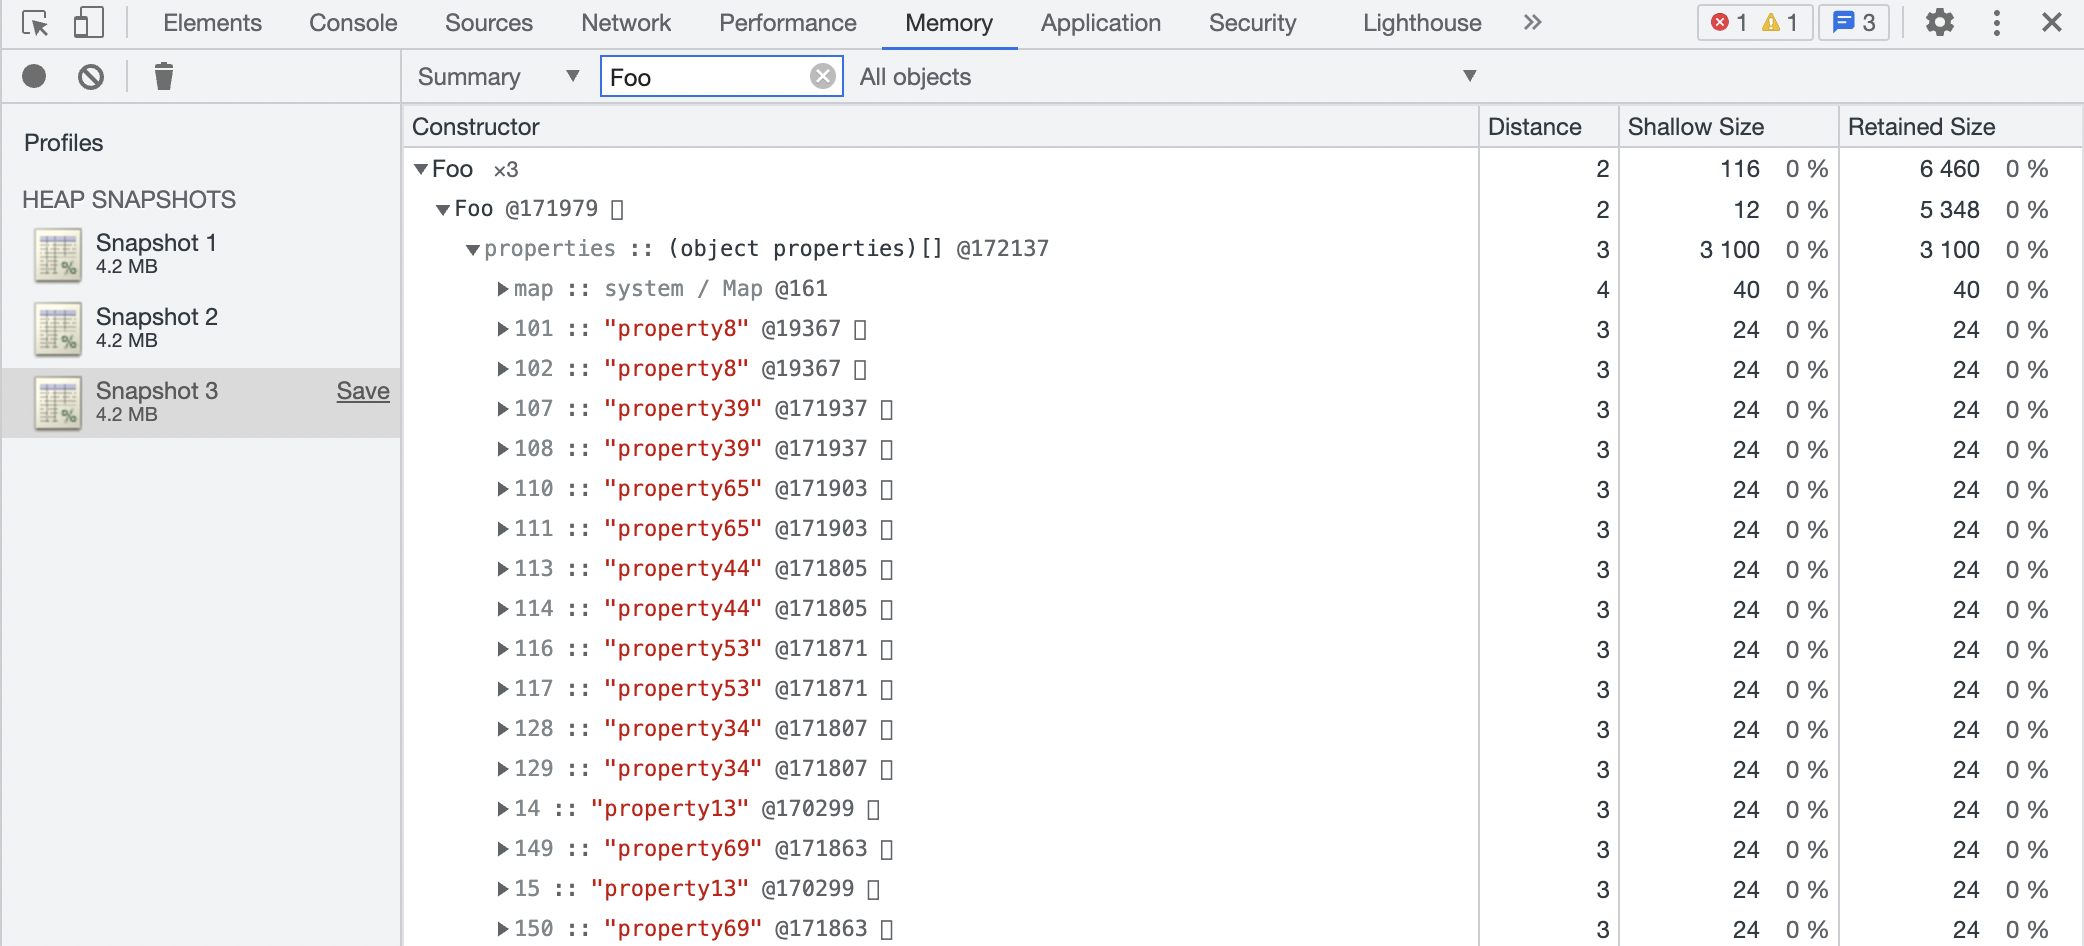 Elements Console Sources Network Performance Memory Application Security Lighthouse » 1 1 3
Summary ▼ Foo All objects ▼
Profiles
HEAP SNAPSHOTS
Snapshot 1
4.2 MB
Snapshot 2
4.2 MB
Snapshot 3 Save
4.2 MB
Constructor Distance Shallow Size Retained Size
▼Foo ×3 2 116 0 % 6 460 0 %
▼Foo @171979 ▯ 2 12 0 % 5 348 0 %
▼properties :: (object properties)[] @172137 3 3 100 0 % 3 100 0 %
▶map :: system / Map @161 4 40 0 % 40 0 %
▶101 :: "property8" @19367 ▯ 3 24 0 % 24 0 %
▶102 :: "property8" @19367 ▯ 3 24 0 % 24 0 %
▶107 :: "property39" @171937 ▯ 3 24 0 % 24 0 %
▶108 :: "property39" @171937 ▯ 3 24 0 % 24 0 %
▶110 :: "property65" @171903 ▯ 3 24 0 % 24 0 %
▶111 :: "property65" @171903 ▯ 3 24 0 % 24 0 %
▶113 :: "property44" @171805 ▯ 3 24 0 % 24 0 %
▶114 :: "property44" @171805 ▯ 3 24 0 % 24 0 %
▶116 :: "property53" @171871 ▯ 3 24 0 % 24 0 %
▶117 :: "property53" @171871 ▯ 3 24 0 % 24 0 %
▶128 :: "property34" @171807 ▯ 3 24 0 % 24 0 %
▶129 :: "property34" @171807 ▯ 3 24 0 % 24 0 %
▶14 :: "property13" @170299 ▯ 3 24 0 % 24 0 %
▶149 :: "property69" @171863 ▯ 3 24 0 % 24 0 %
▶15 :: "property13" @170299 ▯ 3 24 0 % 24 0 %
▶150 :: "property69" @171863 ▯ 3 24 0 % 24 0 %